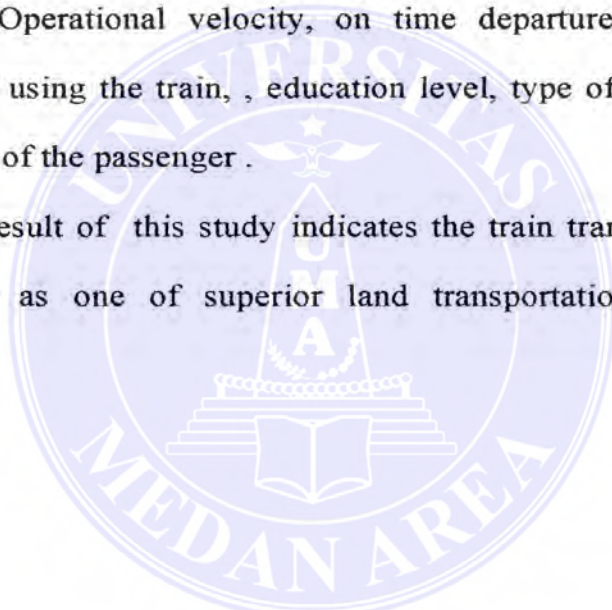 Operational velocity, on time departure
using the train, , education level, type of
of the passenger .
esult of this study indicates the train tran
as one of superior land transportatio
UNIVERSITAS
UMA
MEDAN AREA